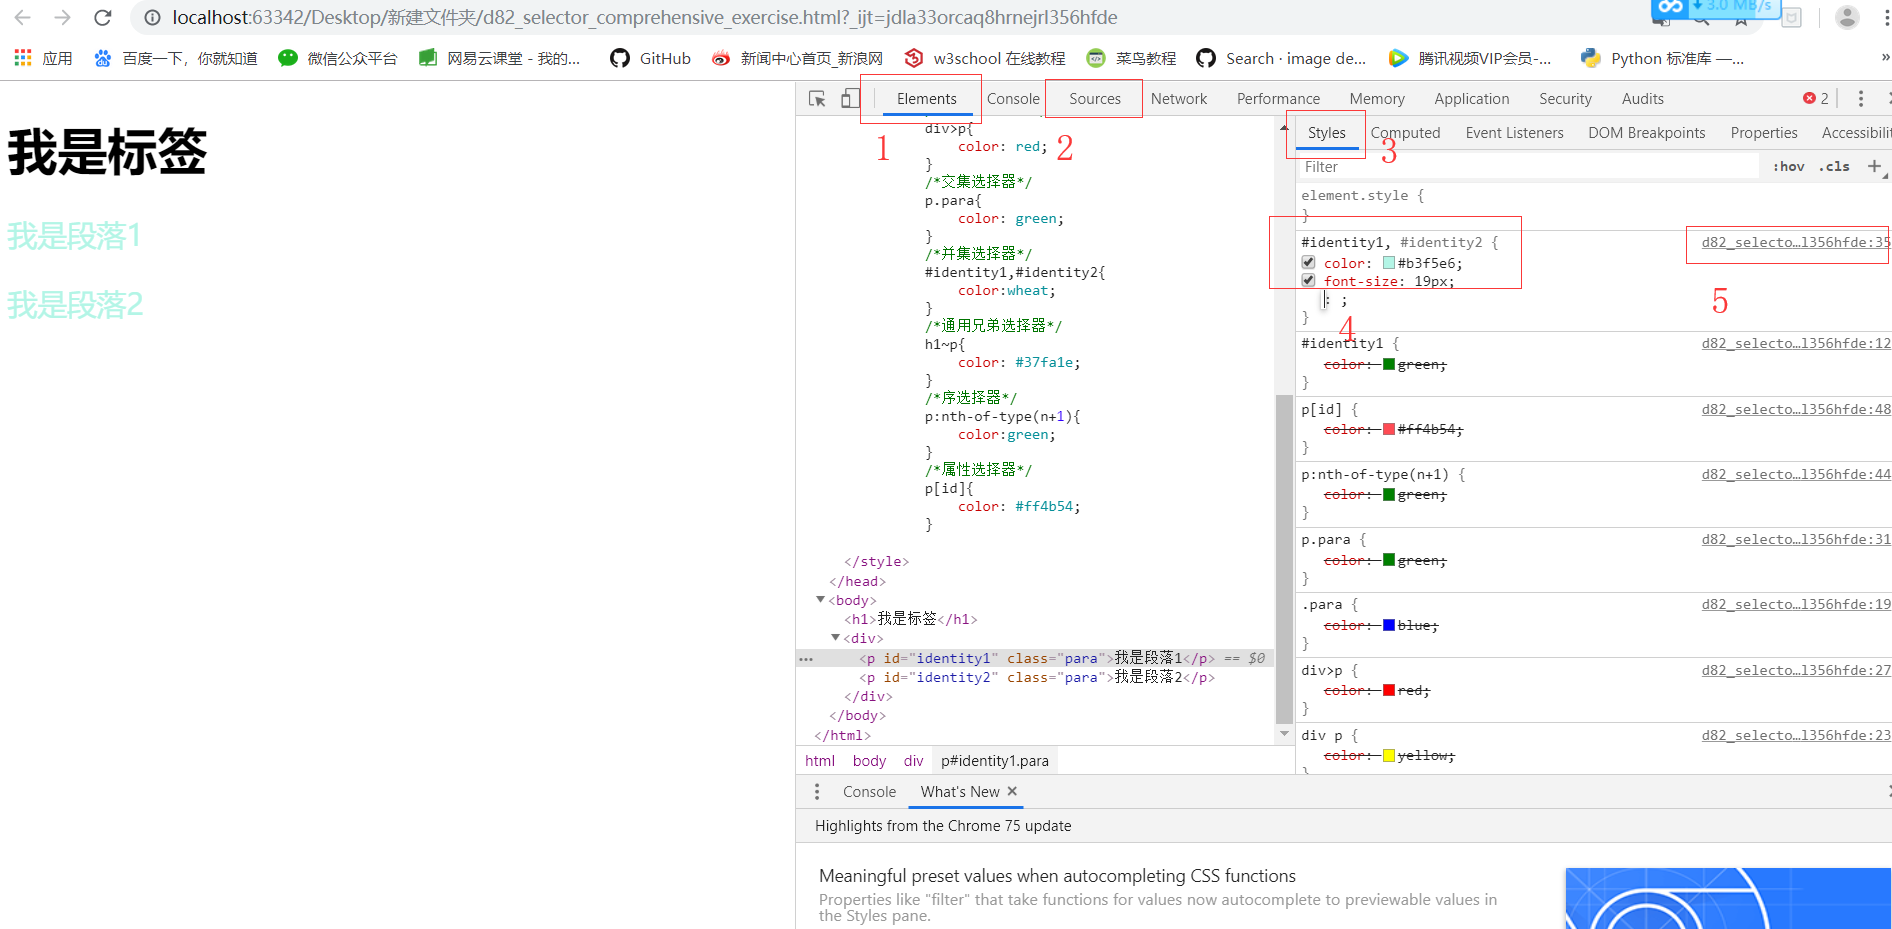 localhost:63342/Desktop/新建文件夹/d82_selector_comprehensive_exercise.html?_ijt=jdla33orcaq8hrnejrl356hfde
3.0 MB/s
应用 百度一下，你就知道 微信公众平台 网易云课堂 - 我的... GitHub 新闻中心首页_新浪网 w3school 在线教程 菜鸟教程 Search · image de... 腾讯视频VIP会员-... Python 标准库 —... »
我是标签
我是段落1
我是段落2
Elements Console Sources Network Performance Memory Application Security Audits 2
1
2
div>p{
color: red;
}
/*交集选择器*/
p.para{
color: green;
}
/*并集选择器*/
#identity1,#identity2{
color:wheat;
}
/*通用兄弟选择器*/
h1~p{
color: #37fa1e;
}
/*序选择器*/
p:nth-of-type(n+1){
color:green;
}
/*属性选择器*/
p[id]{
color: #ff4b54;
}
</style>
</head>
<body>
<h1>我是标签</h1>
<div>
<p id="identity1" class="para">我是段落1</p> == $0
<p id="identity2" class="para">我是段落2</p>
</div>
</body>
</html>
html body div p#identity1.para
Styles Computed Event Listeners DOM Breakpoints Properties Accessibilit
3
Filter :hov .cls +
element.style {
}
#identity1, #identity2 { d82_selecto…l356hfde:35
color: #b3f5e6;
font-size: 19px;
: ;
}
4
5
#identity1 { d82_selecto…l356hfde:12
color: green;
}
p[id] { d82_selecto…l356hfde:48
color: #ff4b54;
}
p:nth-of-type(n+1) { d82_selecto…l356hfde:44
color: green;
}
p.para { d82_selecto…l356hfde:31
color: green;
}
.para { d82_selecto…l356hfde:19
color: blue;
}
div>p { d82_selecto…l356hfde:27
color: red;
}
div p { d82_selecto…l356hfde:23
color: yellow;
}
Console What's New ×
Highlights from the Chrome 75 update
Meaningful preset values when autocompleting CSS functions
Properties like "filter" that take functions for values now autocomplete to previewable values in
the Styles pane.